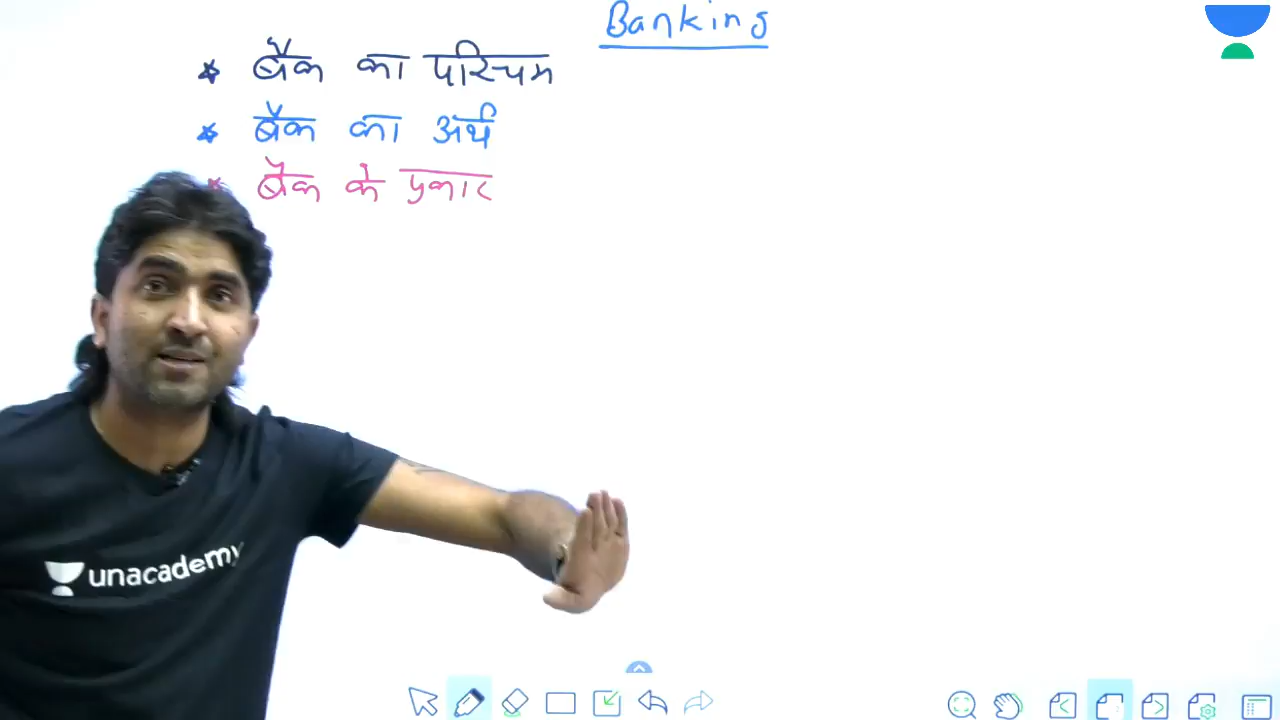 Banking
* बैंक का परिचय
* बैंक का अर्थ
* बैंक के प्रकार
unacademy